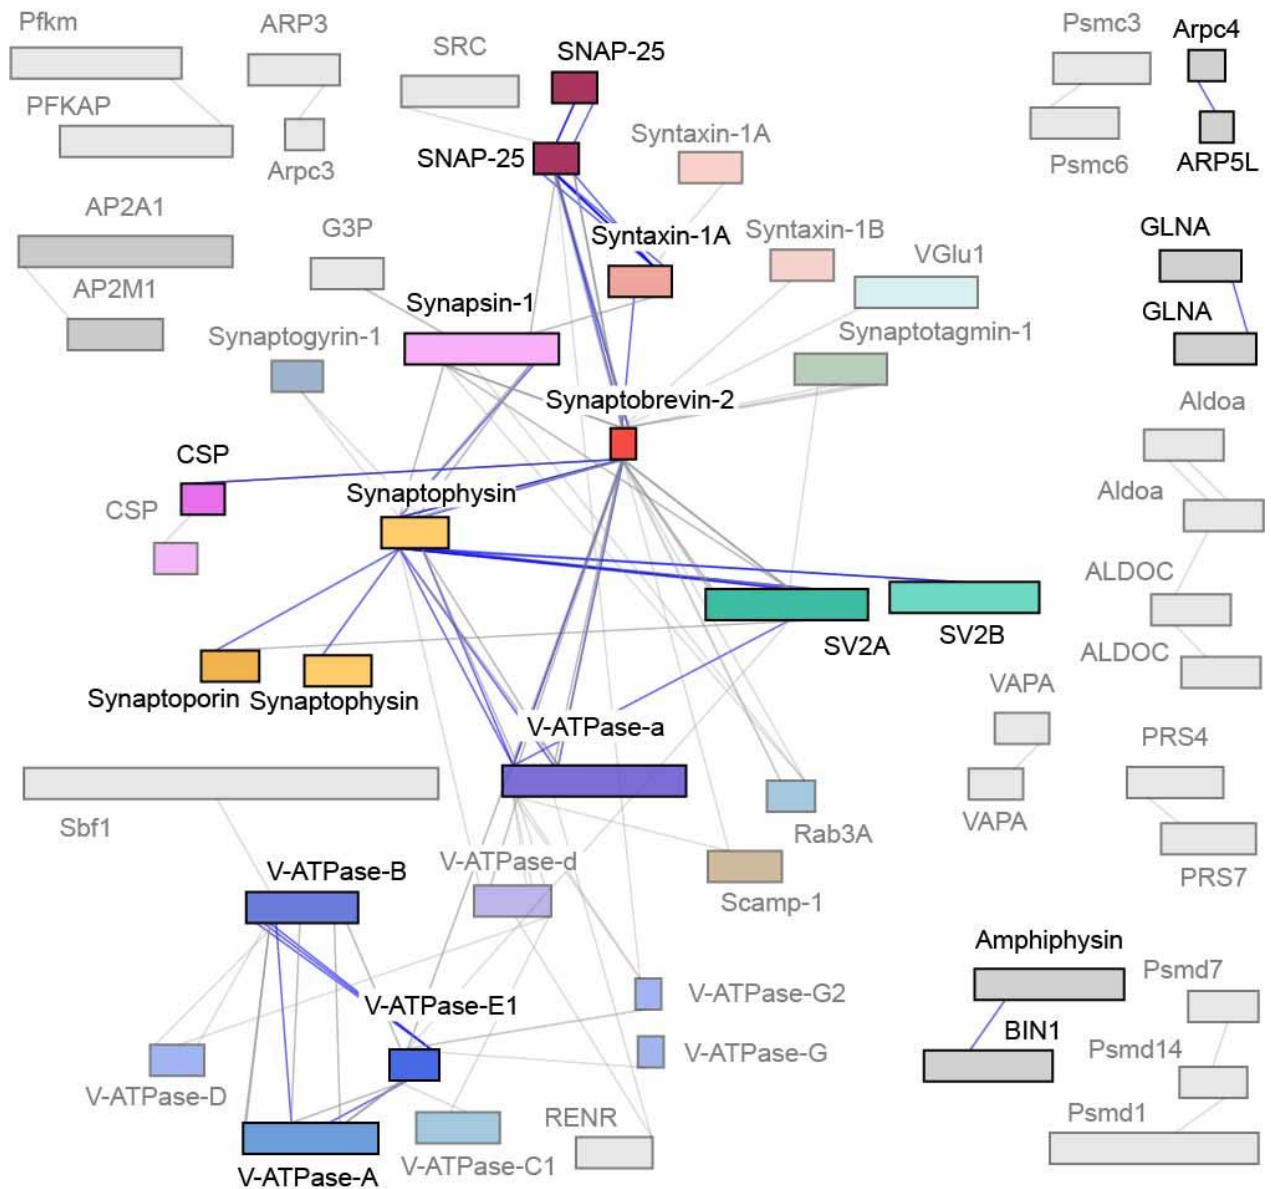 Pfkm
ARP3
SRC
SNAP-25
Psmc3
Arpc4
PFKAP
Arpc3
SNAP-25
Syntaxin-1A
Psmc6
ARP5L
AP2A1
G3P
Syntaxin-1A
Syntaxin-1B
VGlu1
GLNA
AP2M1
Synapsin-1
GLNA
Synaptogyrin-1
Synaptotagmin-1
Synaptobrevin-2
Aldoa
CSP
Synaptophysin
Aldoa
CSP
ALDOC
SV2A
SV2B
ALDOC
Synaptoporin
Synaptophysin
VAPA
V-ATPase-a
PRS4
Sbf1
Rab3A
VAPA
V-ATPase-B
V-ATPase-d
Scamp-1
PRS7
Amphiphysin
Psmd7
V-ATPase-E1
V-ATPase-G2
BIN1
V-ATPase-G
Psmd14
V-ATPase-D
RENR
Psmd1
V-ATPase-A
V-ATPase-C1